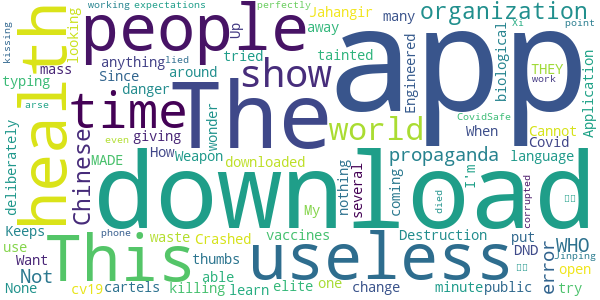 kissing working expectations
people
Jahangir
looking
health
Up
many
away
organization
anything
tried
tainted
Since
around
mass
danger
typing
time
The
show
app
Engineered
biological
Xi
point
perfectly
lied
THEY
work
Application
wonder
world
When
Covid
CovidSafe
Cannot
deliberately
Chinese
giving
How
Weapon
MADE
downloaded
propaganda
language
arse
even
download
My
nothing
several
coming
I'm
died
corrupted
Keeps
This
useless
vaccines
Destruction
WHO
Jinping
phone
waste
Crashed
put
DND
error
open
use
Not
Want
thumbs
able
None
cv19
cartels
killing
learn
elite
one
change
minute
public
try